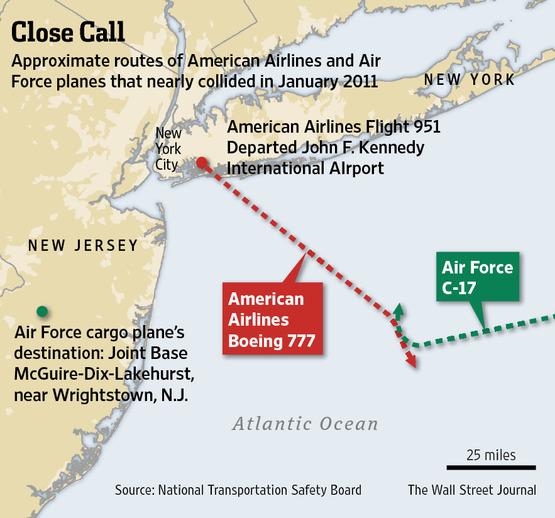 Close Call
Approximate routes of American Airlines and Air
Force planes that nearly collided in January 2011
NEW YORK
New
York
City
American Airlines Flight 951
Departed John F. Kennedy
International AIrport
NEW JERSEY
Air Force
C-17
American
Airlines
Boeing 777
Air Force cargo plane's
destination: Joint Base
McGuire-Dix-Lakehurst,
near Wrightstown, N.J.
Atlantic Ocean
25 miles
Source: National Transportation Safety Board
The Wall Street Journal